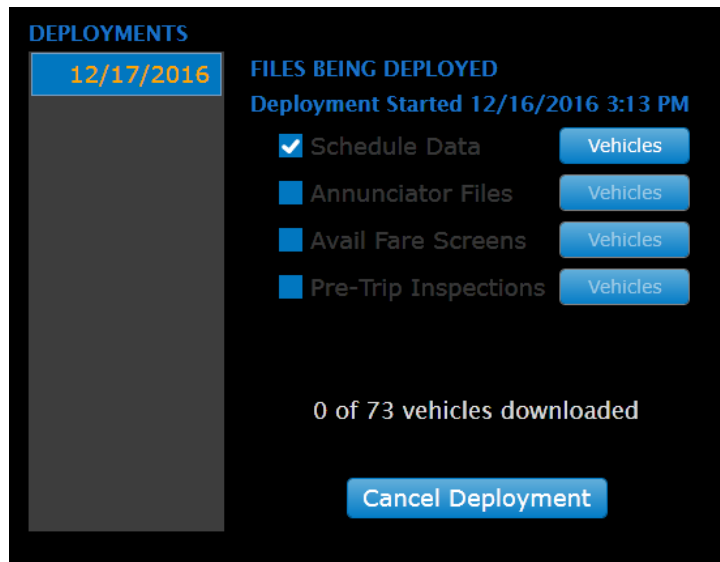 DEPLOYMENTS
12/17/2016
FILES BEING DEPLOYED
Deployment Started 12/16/2016 3:13 PM
Schedule Data Vehicles
Annunciator Files Vehicles
Avail Fare Screens Vehicles
Pre-Trip Inspections Vehicles
0 of 73 vehicles downloaded
Cancel Deployment